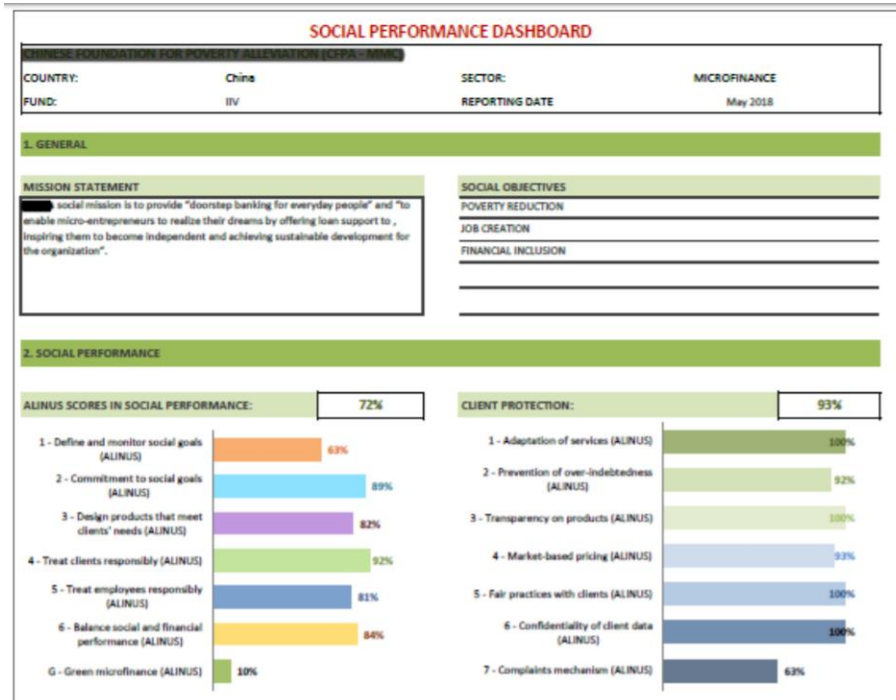 SOCIAL PERFORMANCE DASHBOARD
CHINESE FOUNDATION FOR POVERTY ALLEVIATION (CFPA - MMC)
COUNTRY: China SECTOR: MICROFINANCE
FUND: IIV REPORTING DATE May 2018
1. GENERAL
MISSION STATEMENT
social mission is to provide "doorstep banking for everyday people" and "to
enable micro-entrepreneurs to realize their dreams by offering loan support to ,
inspiring them to become independent and achieving sustainable development for
the organization".
SOCIAL OBJECTIVES
POVERTY REDUCTION
JOB CREATION
FINANCIAL INCLUSION
2. SOCIAL PERFORMANCE
ALINUS SCORES IN SOCIAL PERFORMANCE: 72%
1 - Define and monitor social goals
(ALINUS)
63%
2 - Commitment to social goals
(ALINUS)
89%
3 - Design products that meet
clients' needs (ALINUS)
82%
4 - Treat clients responsibly (ALINUS)
92%
5 - Treat employees responsibly
(ALINUS)
81%
6 - Balance social and financial
performance (ALINUS)
84%
G - Green microfinance (ALINUS)
10%
CLIENT PROTECTION: 93%
1 - Adaptation of services (ALINUS)
100%
2 - Prevention of over-indebtedness
(ALINUS)
92%
3 - Transparency on products (ALINUS)
100%
4 - Market-based pricing (ALINUS)
93%
5 - Fair practices with clients (ALINUS)
100%
6 - Confidentiality of client data
(ALINUS)
100%
7 - Complaints mechanism (ALINUS)
63%